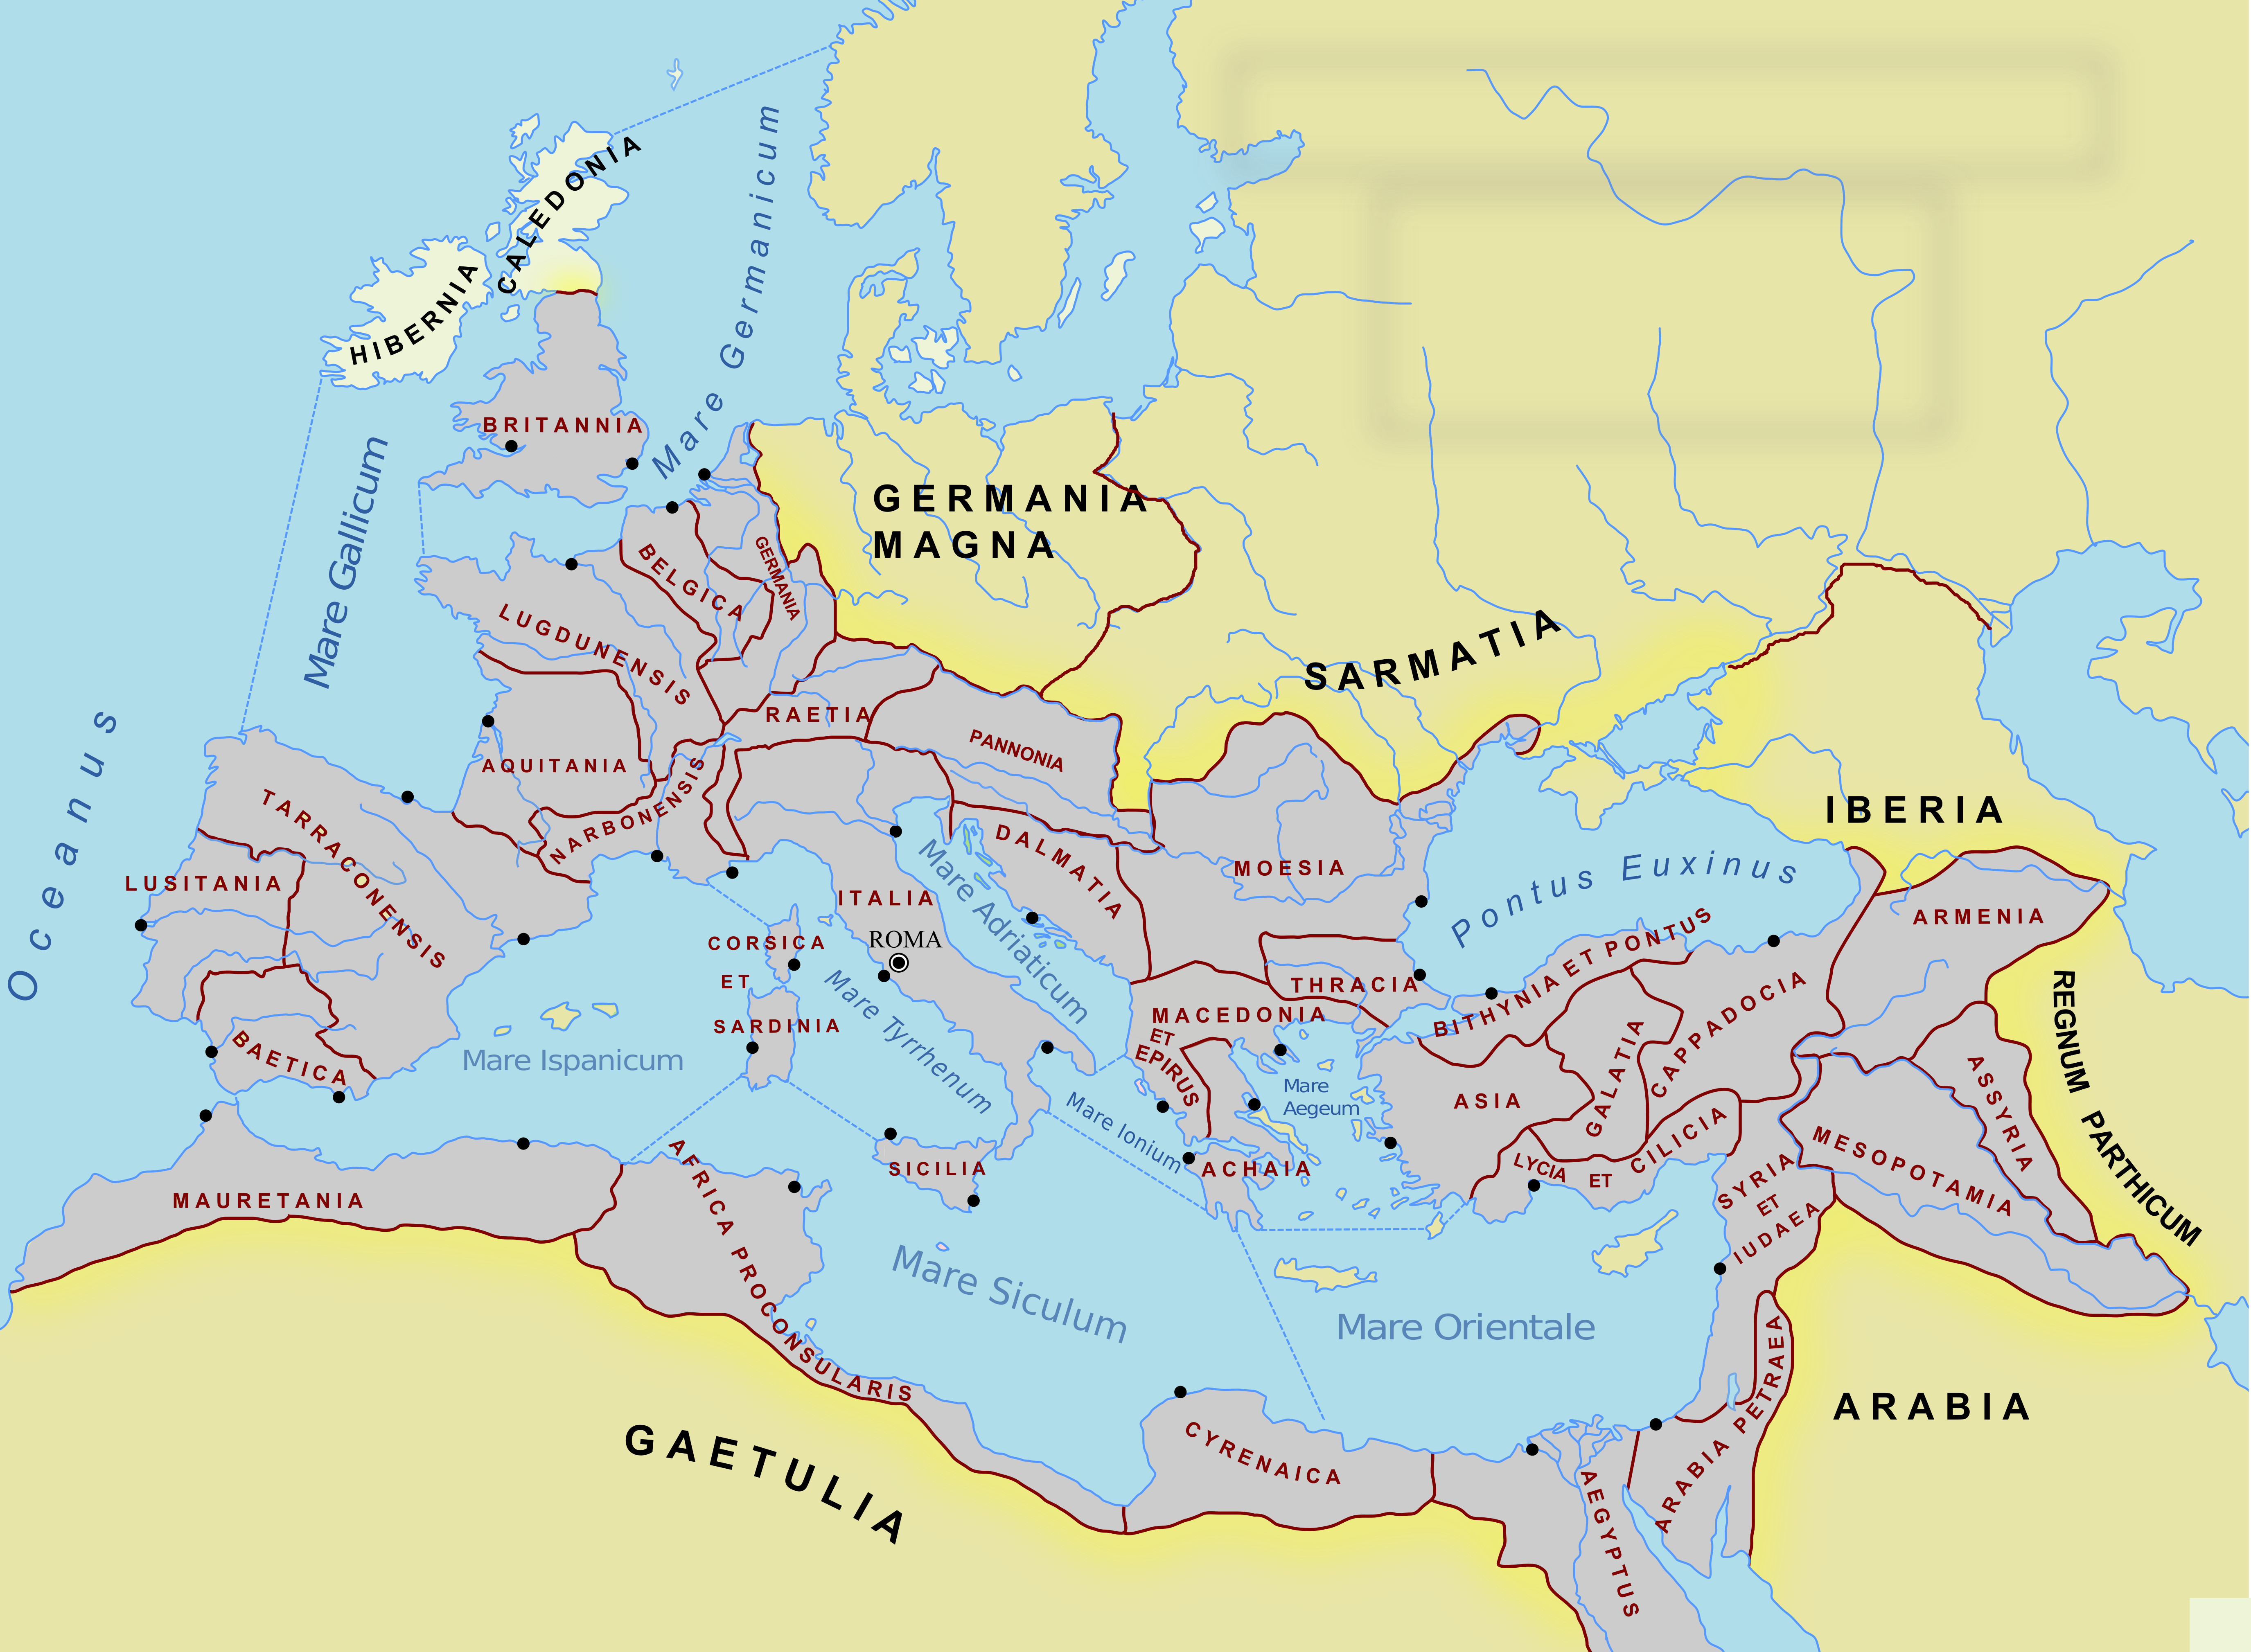 CALEDONIA
HIBERNIA
Mare Germanicum
BRITANNIA
Mare Gallicum
Oceanus
GERMANIA
MAGNA
SARMATIA
IBERIA
BELGICA
GERMANIA
LUGDUNENSIS
AQUITANIA
NARBONENSIS
RAETIA
PANNONIA
DALMATIA
MOESIA
Pontus Euxinus
TARRACONENSIS
LUSITANIA
BAETICA
Mare Ispanicum
ITALIA
ROMA
CORSICA
ET
SARDINIA
Mare Adriaticum
Mare Tyrrhenum
THRACIA
MACEDONIA
ET
EPIRUS
Mare Ionium
Mare
Aegeum
ACHAIA
SICILIA
BITHYNIA ET PONTUS
ASIA
GALATIA
CAPPADOCIA
LYCIA
ET
CILICIA
ARMENIA
ASSYRIA
MESOPOTAMIA
REGNUM PARTHICUM
SYRIA
ET
IUDAEA
MAURETANIA
AFRICA PROCONSULARIS
Mare Siculum
Mare Orientale
GAETULIA
CYRENAICA
AEGYPTUS
ARABIA PETRAEA
ARABIA